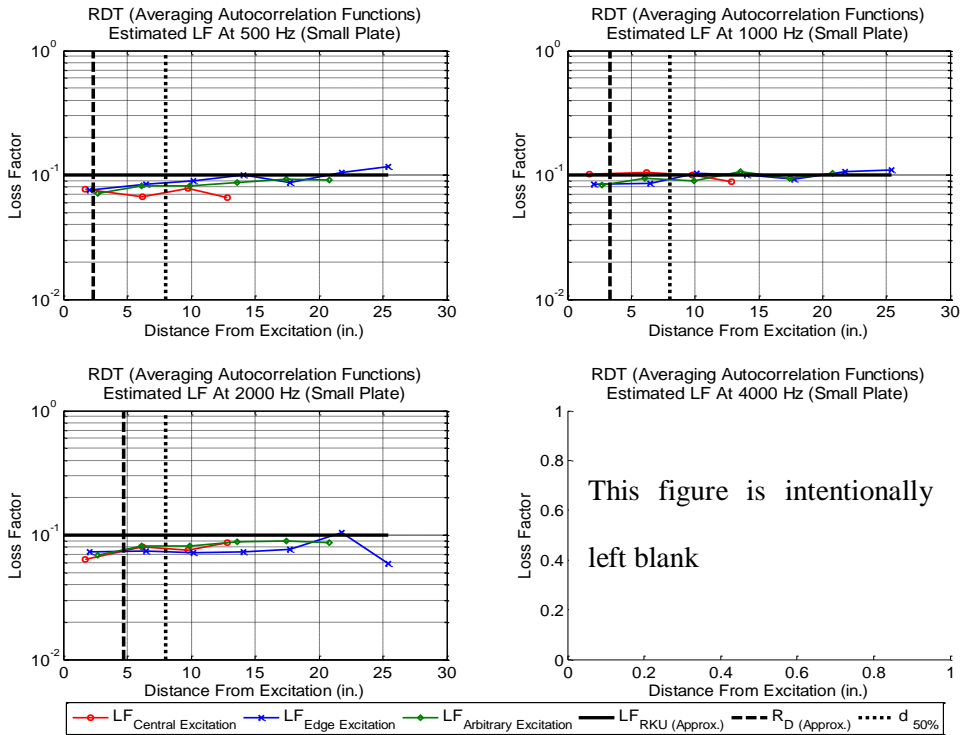 RDT (Averaging Autocorrelation Functions)
Estimated LF At 500 Hz (Small Plate)
10^0
10^-1
10^-2
Loss Factor
0 5 10 15 20 25 30
Distance From Excitation (in.)
RDT (Averaging Autocorrelation Functions)
Estimated LF At 1000 Hz (Small Plate)
10^0
10^-1
10^-2
Loss Factor
0 5 10 15 20 25 30
Distance From Excitation (in.)
RDT (Averaging Autocorrelation Functions)
Estimated LF At 2000 Hz (Small Plate)
10^0
10^-1
10^-2
Loss Factor
0 5 10 15 20 25 30
Distance From Excitation (in.)
RDT (Averaging Autocorrelation Functions)
Estimated LF At 4000 Hz (Small Plate)
1
0.8
0.6
0.4
0.2
0
Loss Factor
This figure is intentionally
left blank
0 0.2 0.4 0.6 0.8 1
Distance From Excitation (in.)
LF Central Excitation LF Edge Excitation LF Arbitrary Excitation LF RKU (Approx.) R D (Approx.) d 50%